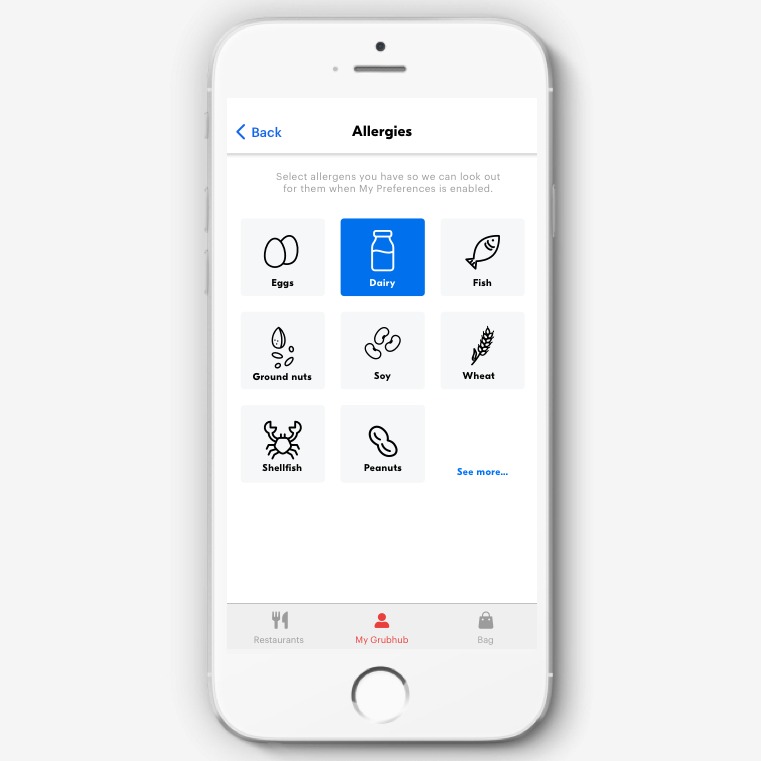 Back
Allergies
Select allergens you have so we can look out
for them when My Preferences is enabled.
Eggs
Dairy
Fish
Ground nuts
Soy
Wheat
Shellfish
Peanuts
See more...
Restaurants
My Grubhub
Bag